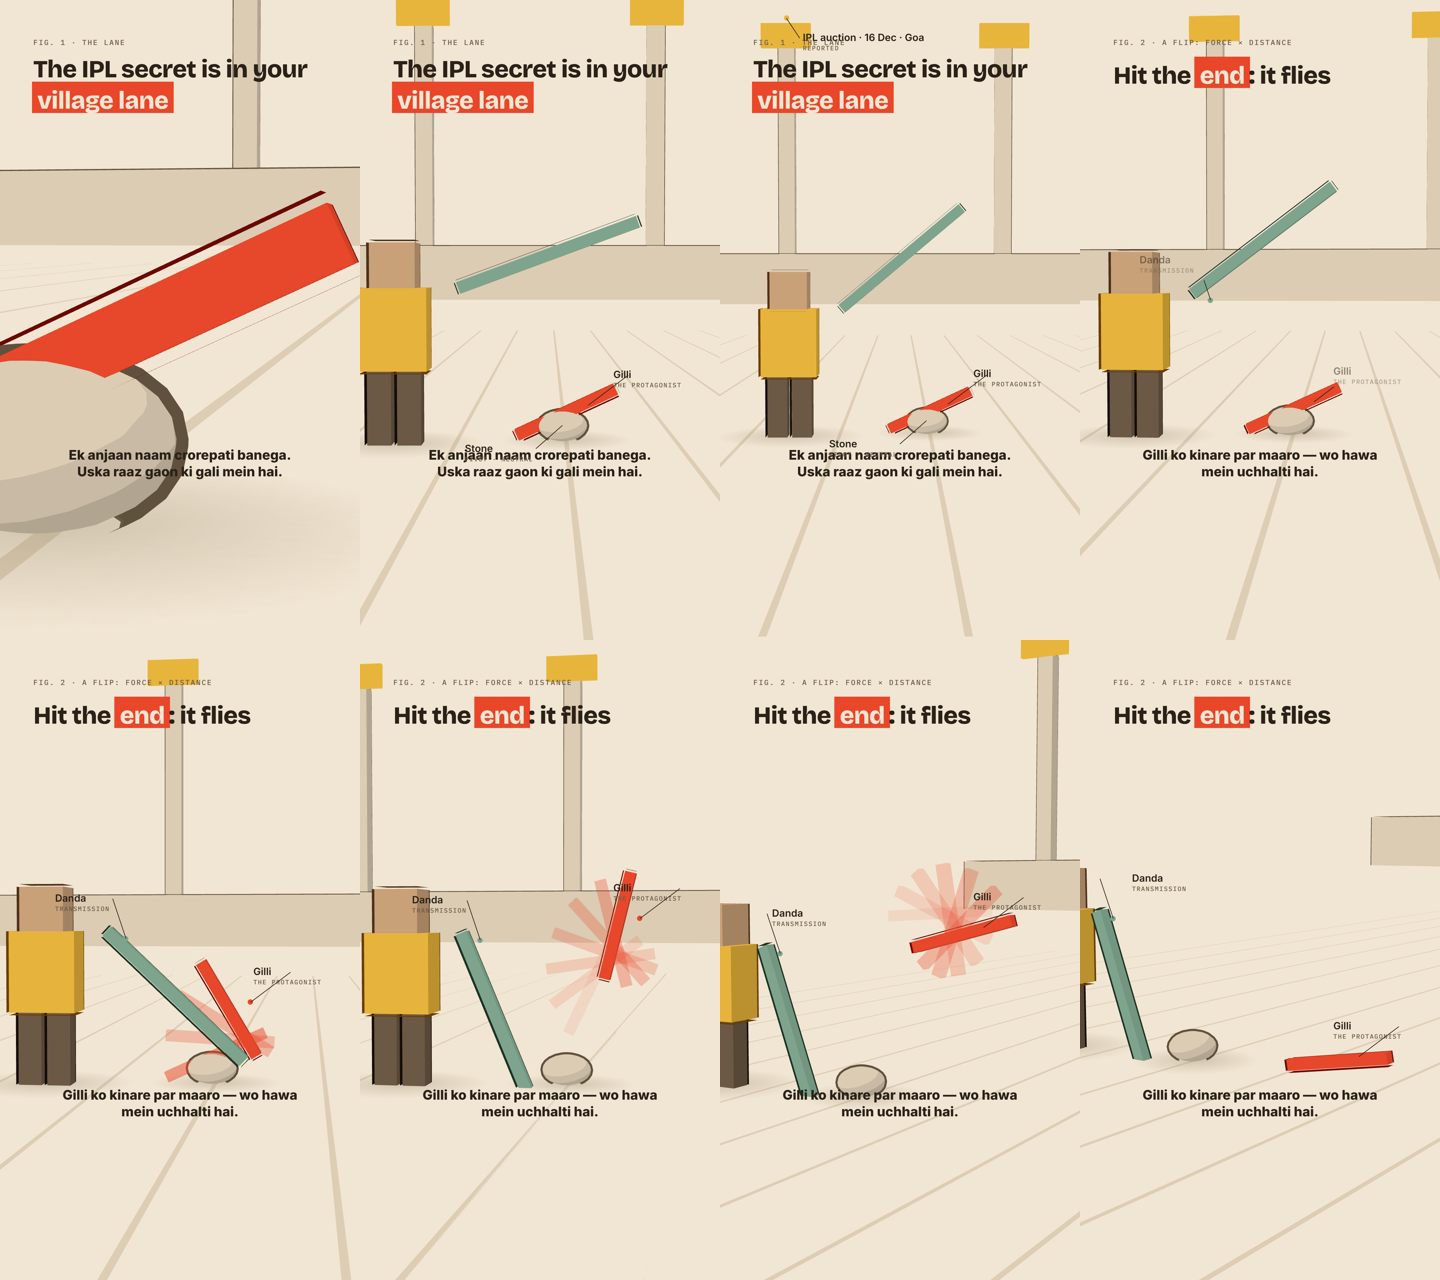 FIG. 1 · THE LANE
The IPL secret is in your
village lane
Ek anjaan naam crorepati banega.
Uska raaz gaon ki gali mein hai.
FIG. 1 · THE LANE
The IPL secret is in your
village lane
Gilli
THE PROTAGONIST
Stone
Ek anjaan naam crorepati banega.
Uska raaz gaon ki gali mein hai.
IPL auction · 16 Dec · Goa
FIG. 1 · THE LANE
REPORTED
The IPL secret is in your
village lane
Gilli
THE PROTAGONIST
Stone
Ek anjaan naam crorepati banega.
Uska raaz gaon ki gali mein hai.
FIG. 2 · A FLIP: FORCE × DISTANCE
Hit the end: it flies
Danda
TRANSMISSION
Gilli
THE PROTAGONIST
Gilli ko kinare par maaro — wo hawa
mein uchhalti hai.
FIG. 2 · A FLIP: FORCE × DISTANCE
Hit the end: it flies
Danda
TRANSMISSION
Gilli
THE PROTAGONIST
Gilli ko kinare par maaro — wo hawa
mein uchhalti hai.
FIG. 2 · A FLIP: FORCE × DISTANCE
Hit the end: it flies
Gilli
THE PROTAGONIST
Danda
TRANSMISSION
Gilli ko kinare par maaro — wo hawa
mein uchhalti hai.
FIG. 2 · A FLIP: FORCE × DISTANCE
Hit the end: it flies
Gilli
THE PROTAGONIST
Danda
TRANSMISSION
Gilli ko kinare par maaro — wo hawa
mein uchhalti hai.
FIG. 2 · A FLIP: FORCE × DISTANCE
Hit the end: it flies
Danda
TRANSMISSION
Gilli
THE PROTAGONIST
Gilli ko kinare par maaro — wo hawa
mein uchhalti hai.